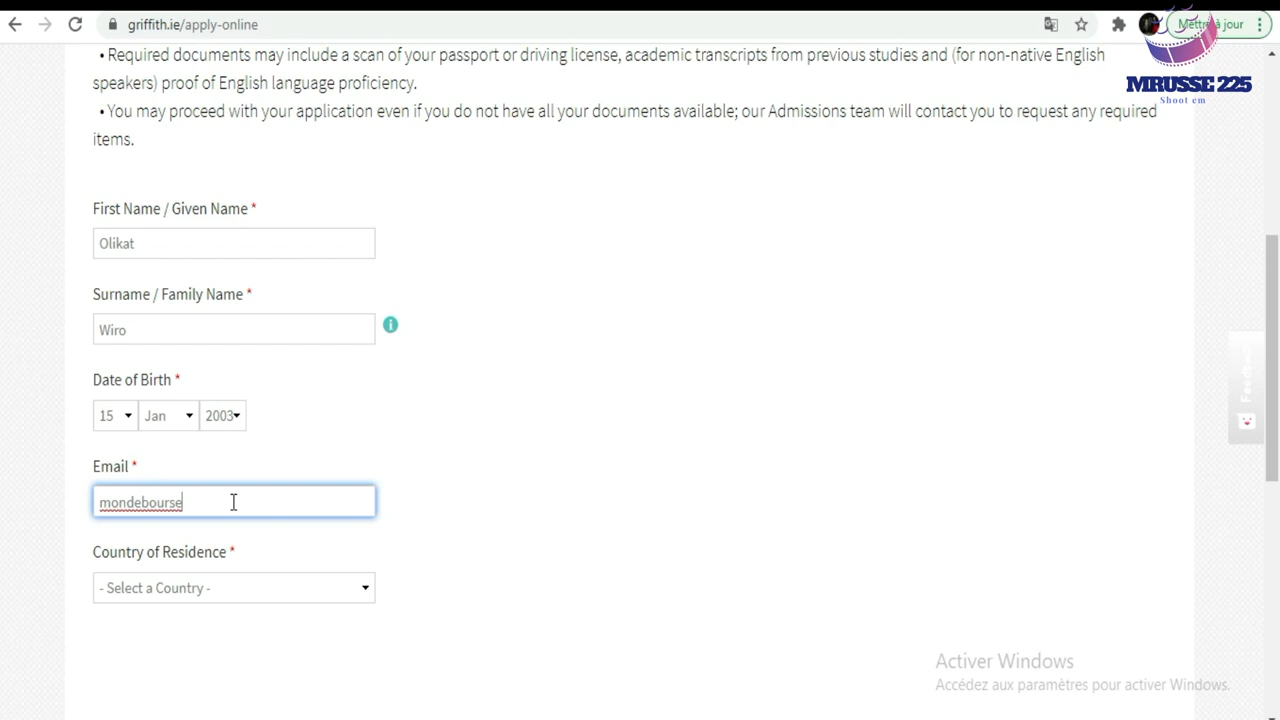 griffith.ie/apply-online
Mettre à jour
MRUSSE 225
Shoot em
• Required documents may include a scan of your passport or driving license, academic transcripts from previous studies and (for non-native English
speakers) proof of English language proficiency.
• You may proceed with your application even if you do not have all your documents available; our Admissions team will contact you to request any required
items.
First Name / Given Name *
Olikat
Surname / Family Name *
Wiro
Date of Birth *
15 Jan 2003
Email *
mondebourse
Country of Residence *
- Select a Country -
Feedback
Activer Windows
Accédez aux paramètres pour activer Windows.